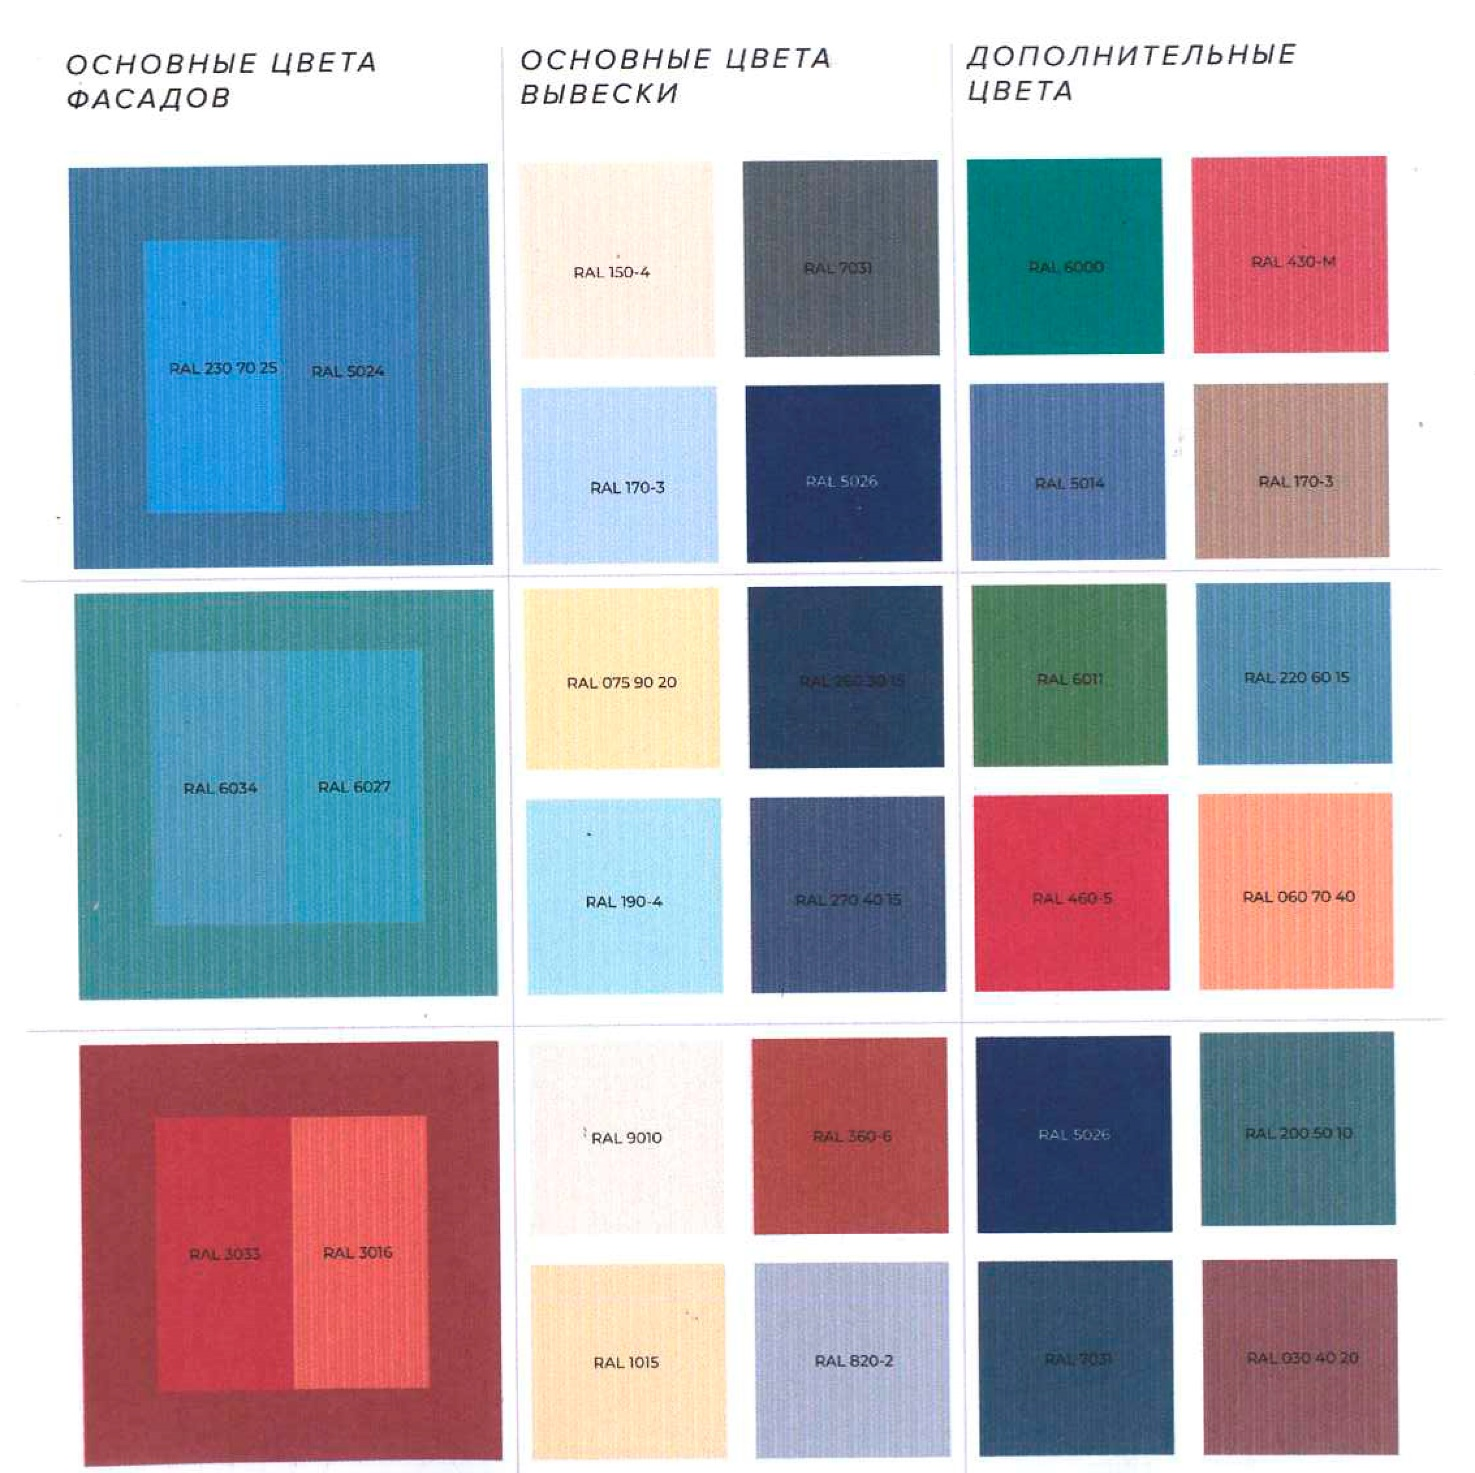 ОСНОВНЫЕ ЦВЕТА
ФАСАДОВ
ОСНОВНЫЕ ЦВЕТА
ВЫВЕСКИ
ДОПОЛНИТЕЛЬНЫЕ
ЦВЕТА
RAL 230 70 25
RAL 5024
RAL 150-4
RAL 7031
RAL 170-3
RAL 5026
RAL 6000
RAL 430-M
RAL 5014
RAL 170-3
RAL 6034
RAL 6027
RAL 075 90 20
RAL 260 30 15
RAL 190-4
RAL 270 40 15
RAL 6011
RAL 220 60 15
RAL 460-5
RAL 060 70 40
RAL 3033
RAL 3016
RAL 9010
RAL 360-6
RAL 1015
RAL 820-2
RAL 5026
RAL 200 50 10
RAL 7031
RAL 030 40 20